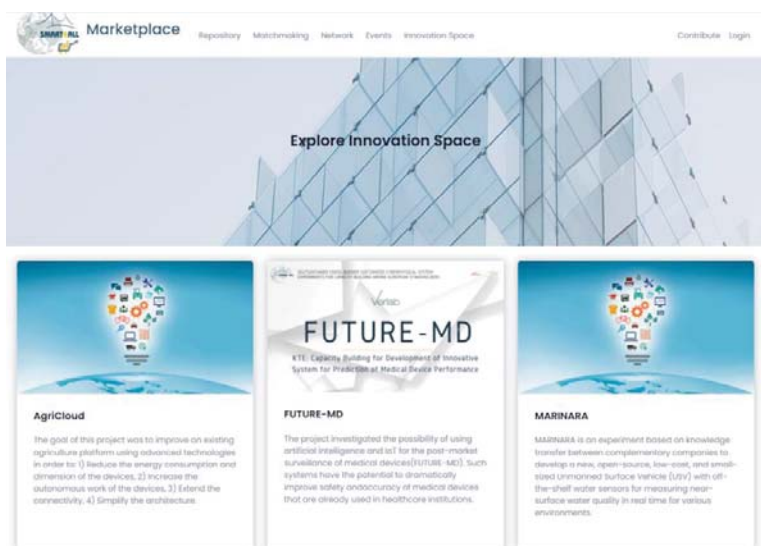 SMART4ALL
Marketplace
Repository Matchmaking Network Events Innovation Space
Contribute Login
Explore Innovation Space
Verlab
FUTURE-MD
KTE: Capacity Building for Development of Innovative
System for Prediction of Medical Device Performance
AgriCloud
The goal of this project was to improve an existing
agriculture platform using advanced technologies
in order to: 1) Reduce the energy consumption and
dimension of the devices, 2) Increase the
autonomous work of the devices, 3) Extend the
connectivity, 4) Simplify the architecture.
FUTURE-MD
The project investigated the possibility of using
artificial intelligence and IoT for the post-market
surveillance of medical devices(FUTURE-MD). Such
systems have the potential to dramatically
improve safety andaccuracy of medical devices
that are already used in healthcare institutions.
MARINARA
MARINARA is an experiment based on knowledge
transfer between complementary companies to
develop a new, open-source, low-cost, and small-
sized Unmanned Surface Vehicle (USV) with off-
the-shelf water sensors for measuring near-
surface water quality in real time for various
environments.